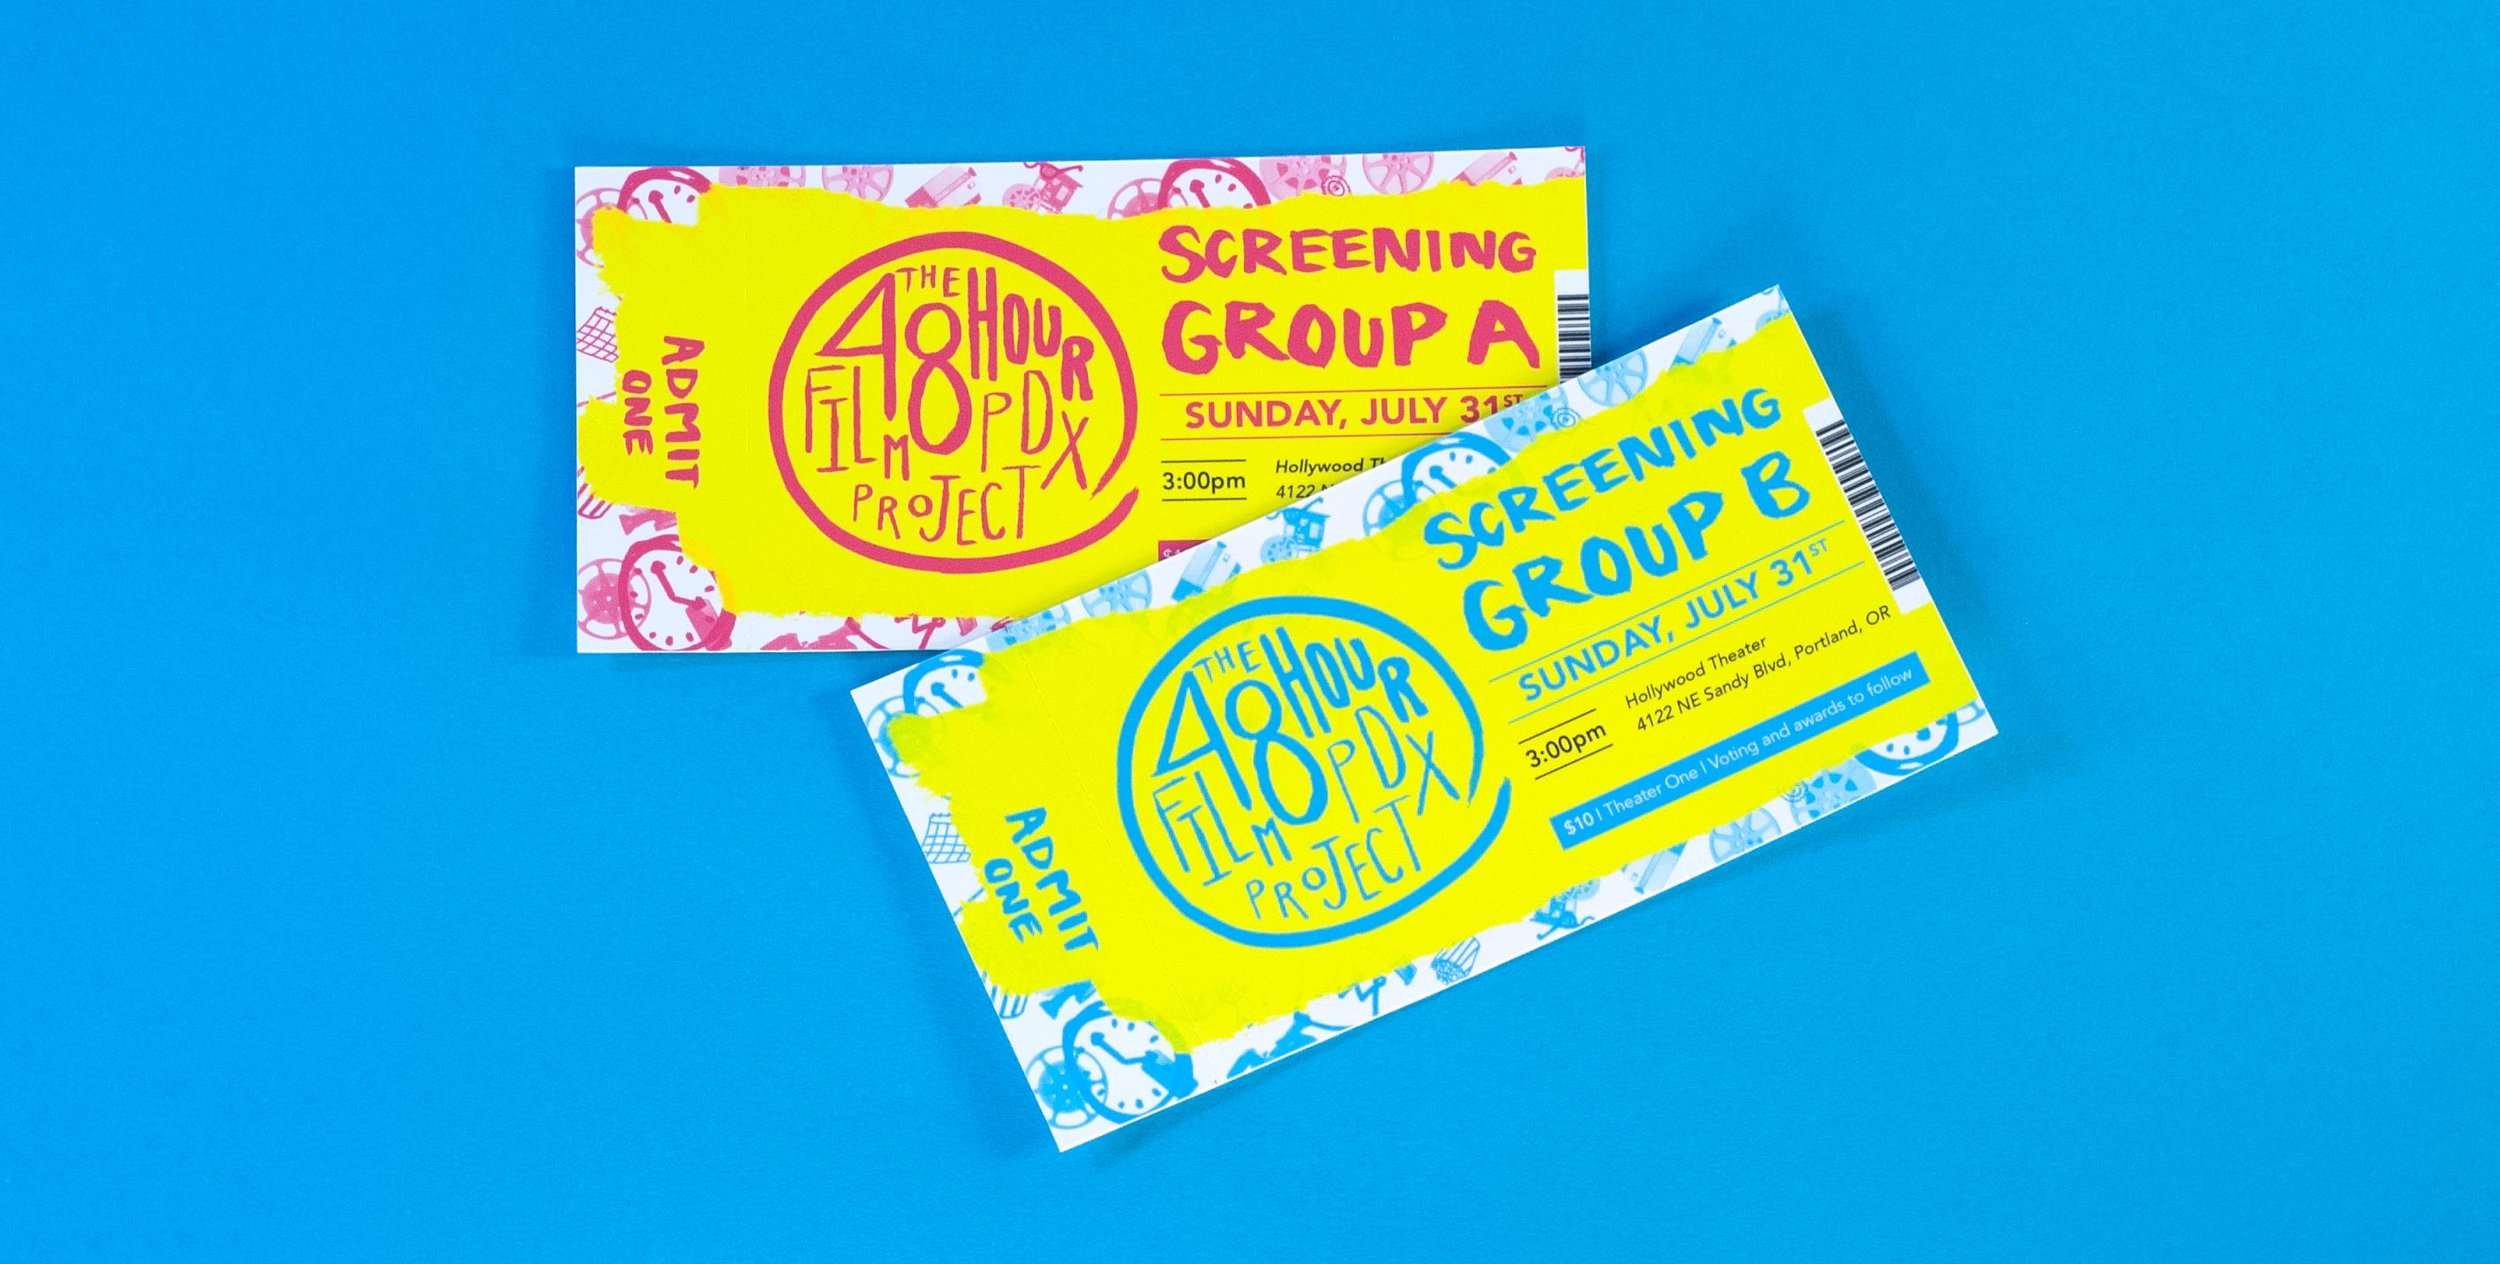 ADMIT
ONE
THE
48 HOUR
FILM PDX
PROJECT
SCREENING
GROUP A
SUNDAY, JULY 31ST
3:00pm
Hollywood
4122
ADMIT
ONE
THE
48 HOUR
FILM PDX
PROJECT
SCREENING
GROUP B
SUNDAY, JULY 31ST
3:00pm
Hollywood Theater
4122 NE Sandy Blvd, Portland, OR
$10 | Theater One | Voting and awards to follow